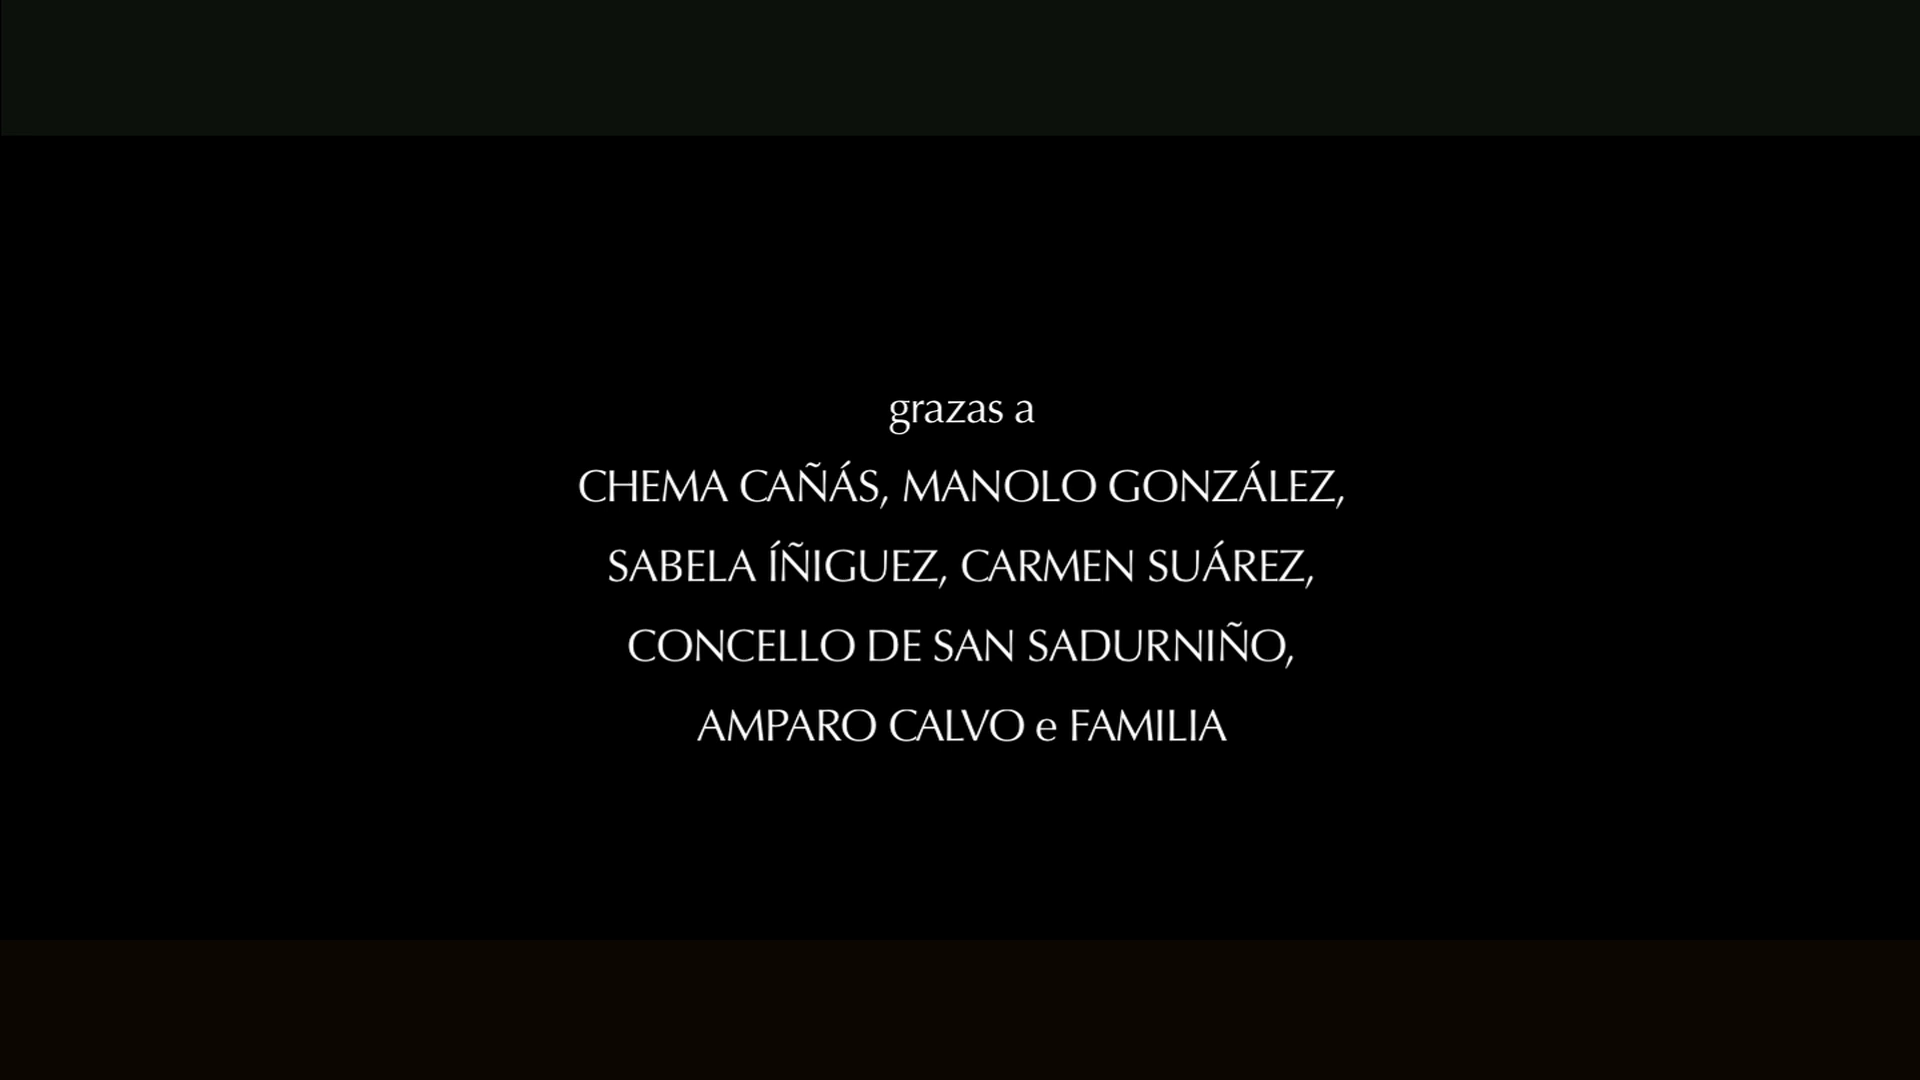 grazas a
CHEMA CAÑÁS, MANOLO GONZÁLEZ,
SABELA ÍÑIGUEZ, CARMEN SUÁREZ,
CONCELLO DE SAN SADURNIÑO,
AMPARO CALVO e FAMILIA